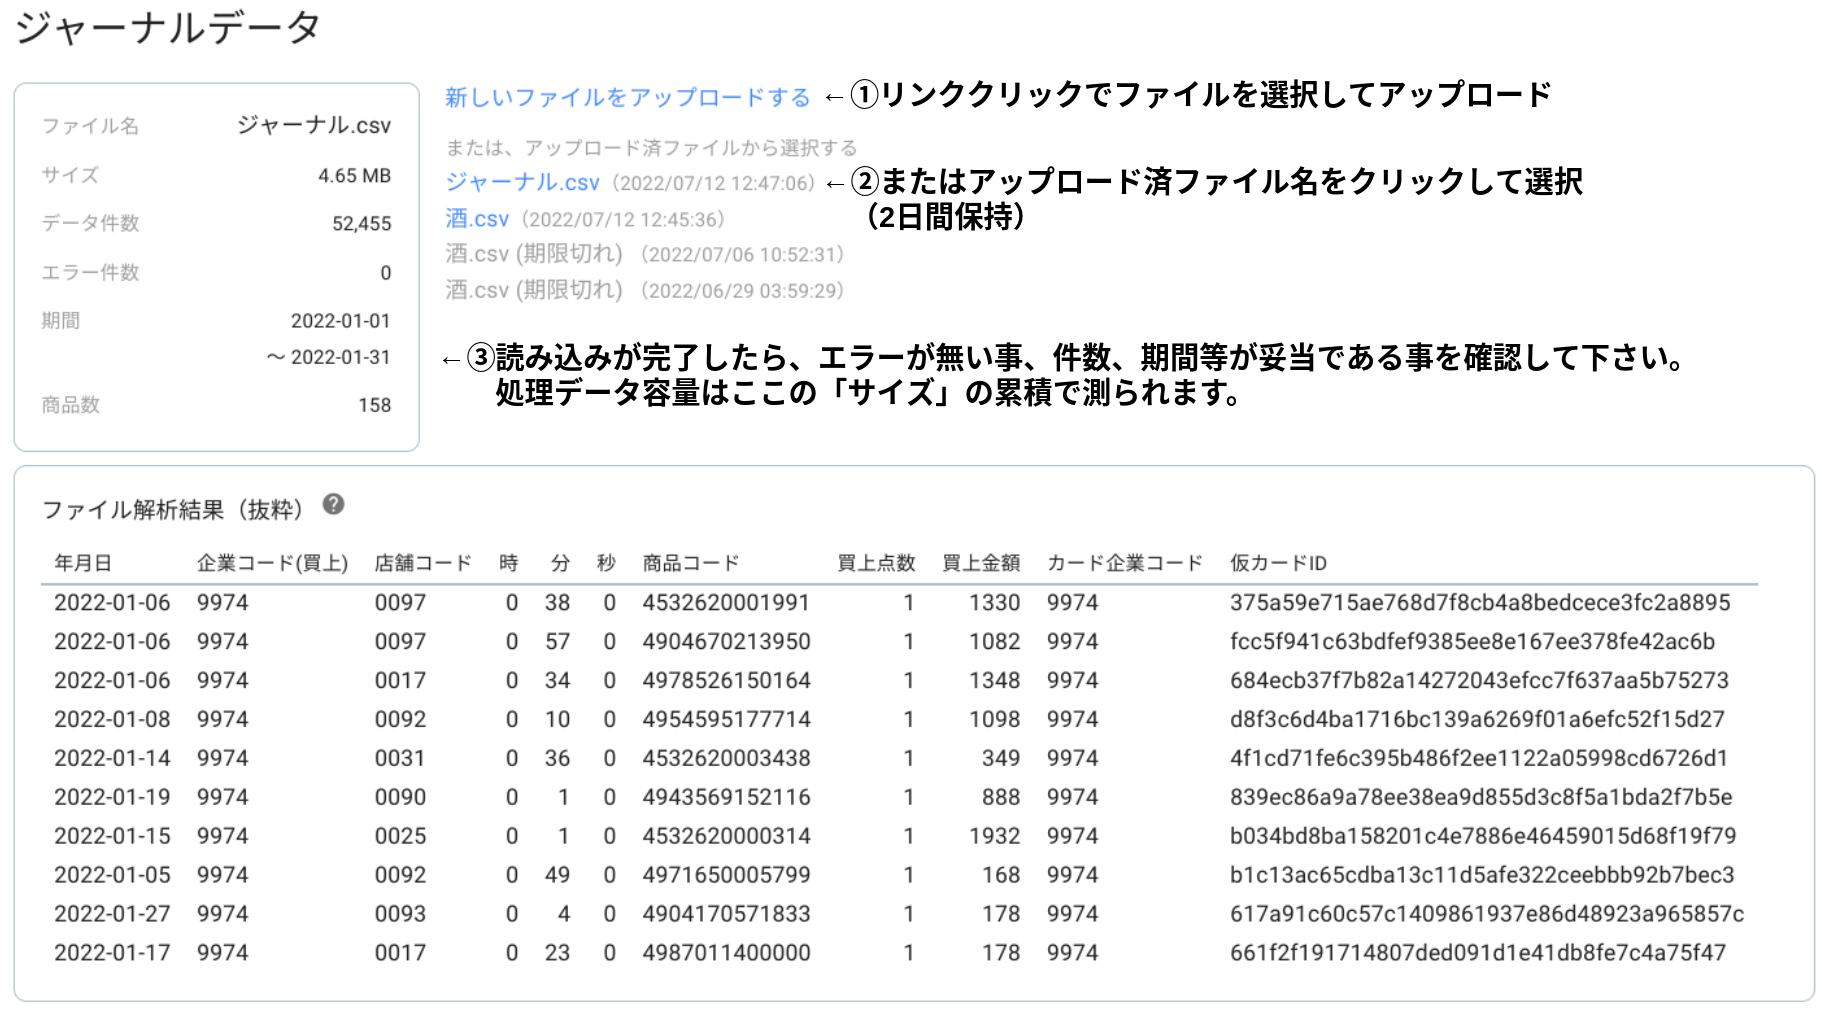 ジャーナルデータ
ファイル名 ジャーナル.csv
サイズ 4.65 MB
データ件数 52,455
エラー件数 0
期間 2022-01-01
～ 2022-01-31
商品数 158
新しいファイルをアップロードする ←①リンククリックでファイルを選択してアップロード
または、アップロード済ファイルから選択する
ジャーナル.csv（2022/07/12 12:47:06）←②またはアップロード済ファイル名をクリックして選択
酒.csv（2022/07/12 12:45:36） （2日間保持）
酒.csv (期限切れ) （2022/07/06 10:52:31）
酒.csv (期限切れ) （2022/06/29 03:59:29）
←③読み込みが完了したら、エラーが無い事、件数、期間等が妥当である事を確認して下さい。
処理データ容量はここの「サイズ」の累積で測られます。
ファイル解析結果（抜粋） ?
年月日 企業コード(買上) 店舗コード 時 分 秒 商品コード 買上点数 買上金額 カード企業コード 仮カードID
2022-01-06 9974 0097 0 38 0 4532620001991 1 1330 9974 375a59e715ae768d7f8cb4a8bedcece3fc2a8895
2022-01-06 9974 0097 0 57 0 4904670213950 1 1082 9974 fcc5f941c63bdfef9385ee8e167ee378fe42ac6b
2022-01-06 9974 0017 0 34 0 4978526150164 1 1348 9974 684ecb37f7b82a14272043efcc7f637aa5b75273
2022-01-08 9974 0092 0 10 0 4954595177714 1 1098 9974 d8f3c6d4ba1716bc139a6269f01a6efc52f15d27
2022-01-14 9974 0031 0 36 0 4532620003438 1 349 9974 4f1cd71fe6c395b486f2ee1122a05998cd6726d1
2022-01-19 9974 0090 0 1 0 4943569152116 1 888 9974 839ec86a9a78ee38ea9d855d3c8f5a1bda2f7b5e
2022-01-15 9974 0025 0 1 0 4532620000314 1 1932 9974 b034bd8ba158201c4e7886e46459015d68f19f79
2022-01-05 9974 0092 0 49 0 4971650005799 1 168 9974 b1c13ac65cdba13c11d5afe322ceebbb92b7bec3
2022-01-27 9974 0093 0 4 0 4904170571833 1 178 9974 617a91c60c57c1409861937e86d48923a965857c
2022-01-17 9974 0017 0 23 0 4987011400000 1 178 9974 661f2f191714807ded091d1e41db8fe7c4a75f47